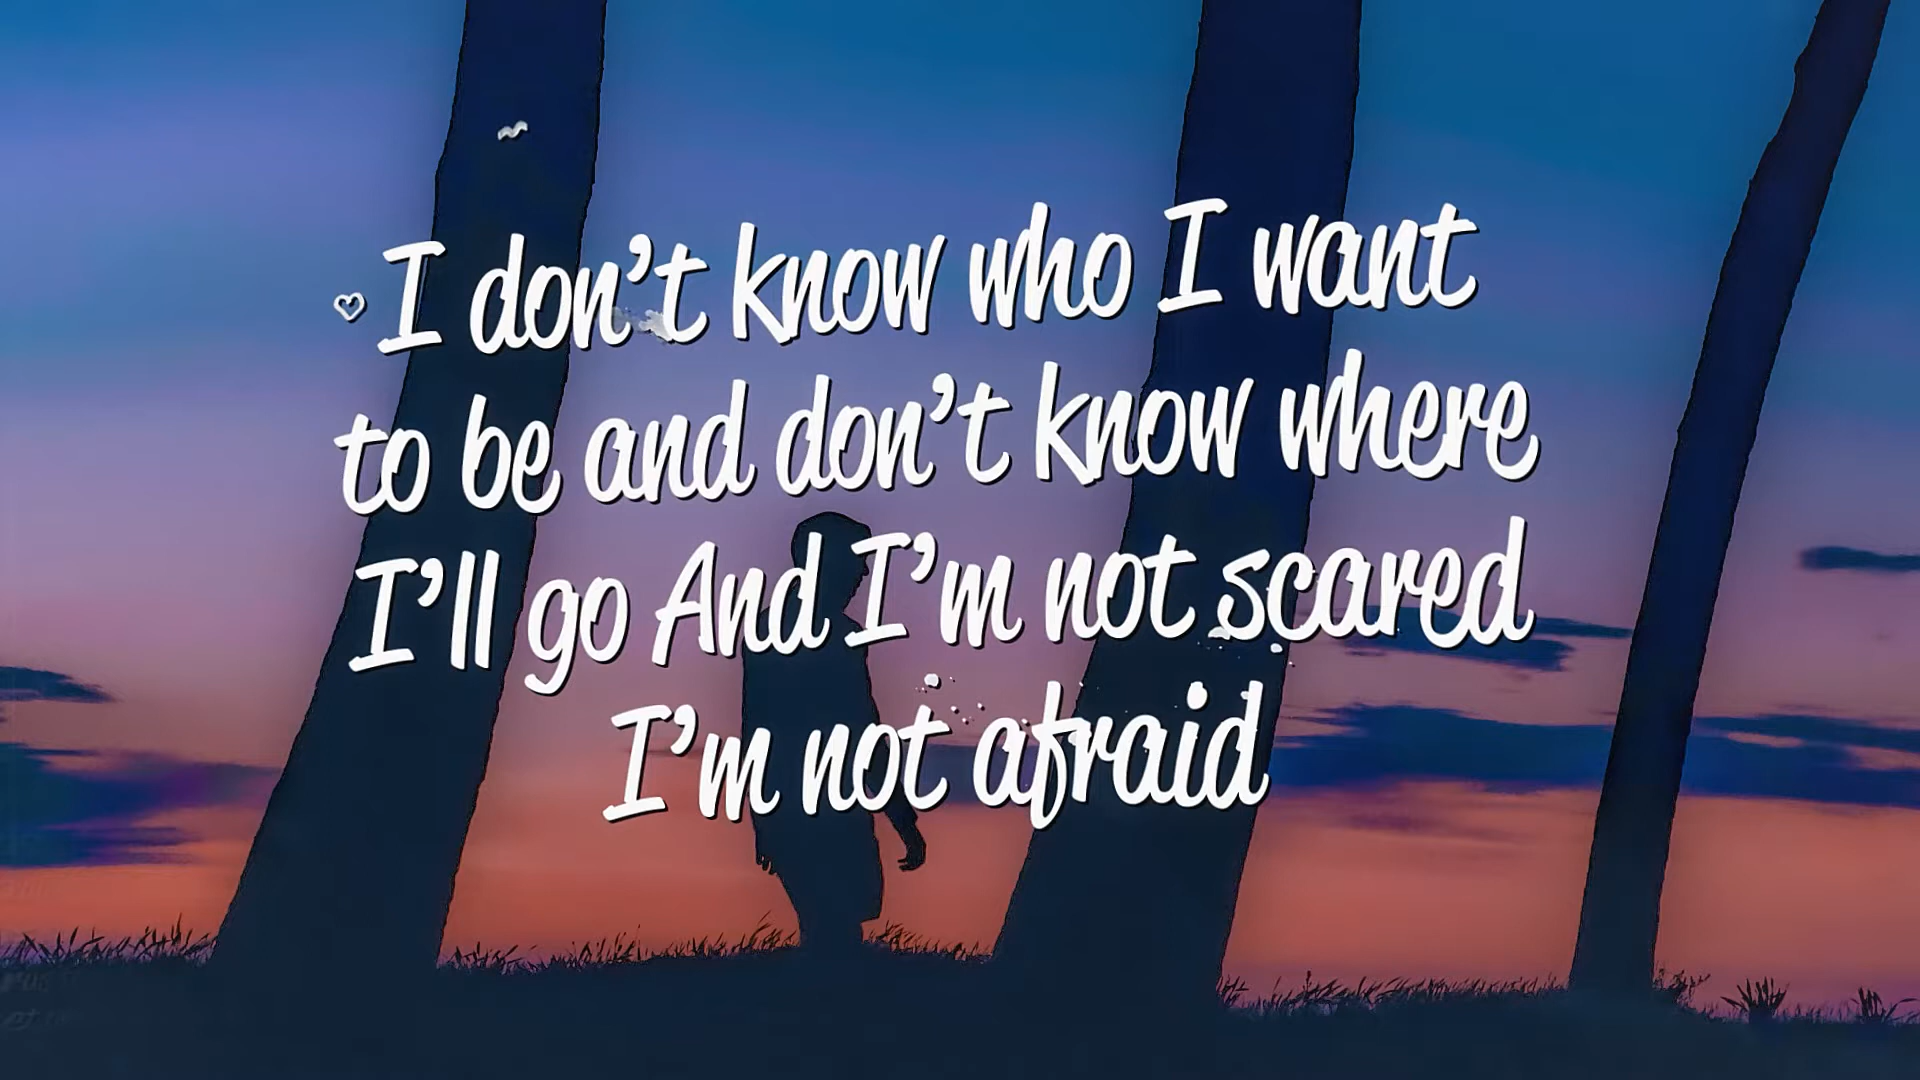 I don't know who I want
to be and don't know where
I'll go And I'm not scared
I'm not afraid